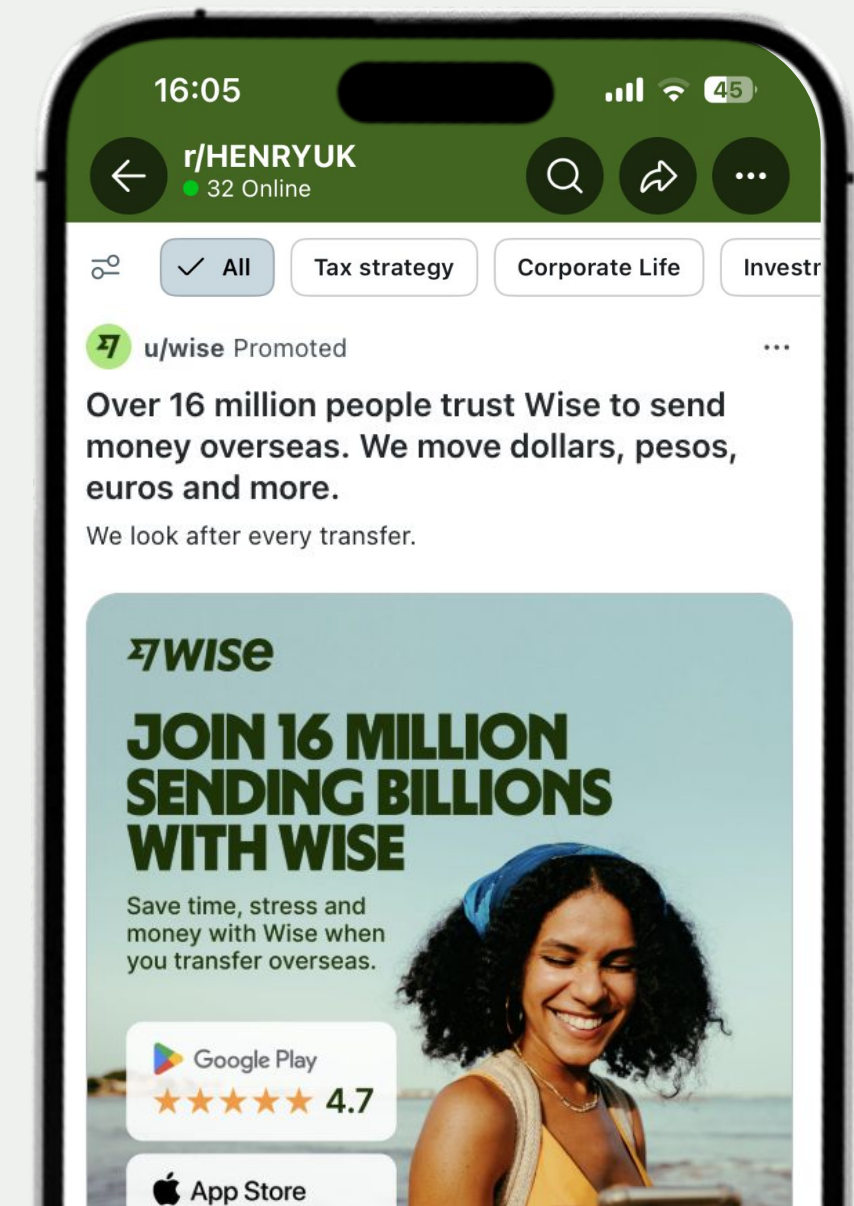 16:05
45
r/HENRYUK
32 Online
All
Tax strategy
Corporate Life
Investr
u/wise Promoted
Over 16 million people trust Wise to send
money overseas. We move dollars, pesos,
euros and more.
We look after every transfer.
WISE
JOIN 16 MILLION
SENDING BILLIONS
WITH WISE
Save time, stress and
money with Wise when
you transfer overseas.
Google Play
4.7
App Store